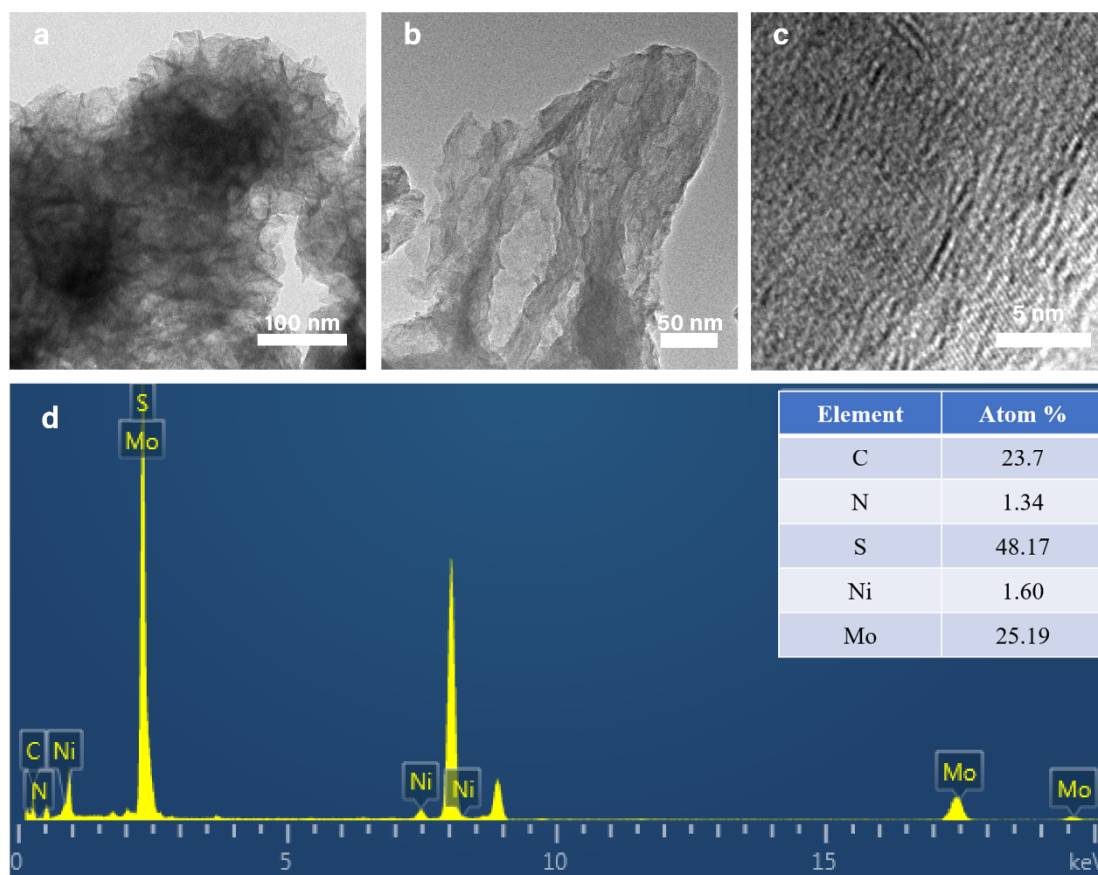 a
100 nm
b
50 nm
c
5 nm
d
S
Mo
C
N
Ni
Ni
Ni
Mo
Mo
0
5
10
15
keV
Element Atom %
C 23.7
N 1.34
S 48.17
Ni 1.60
Mo 25.19